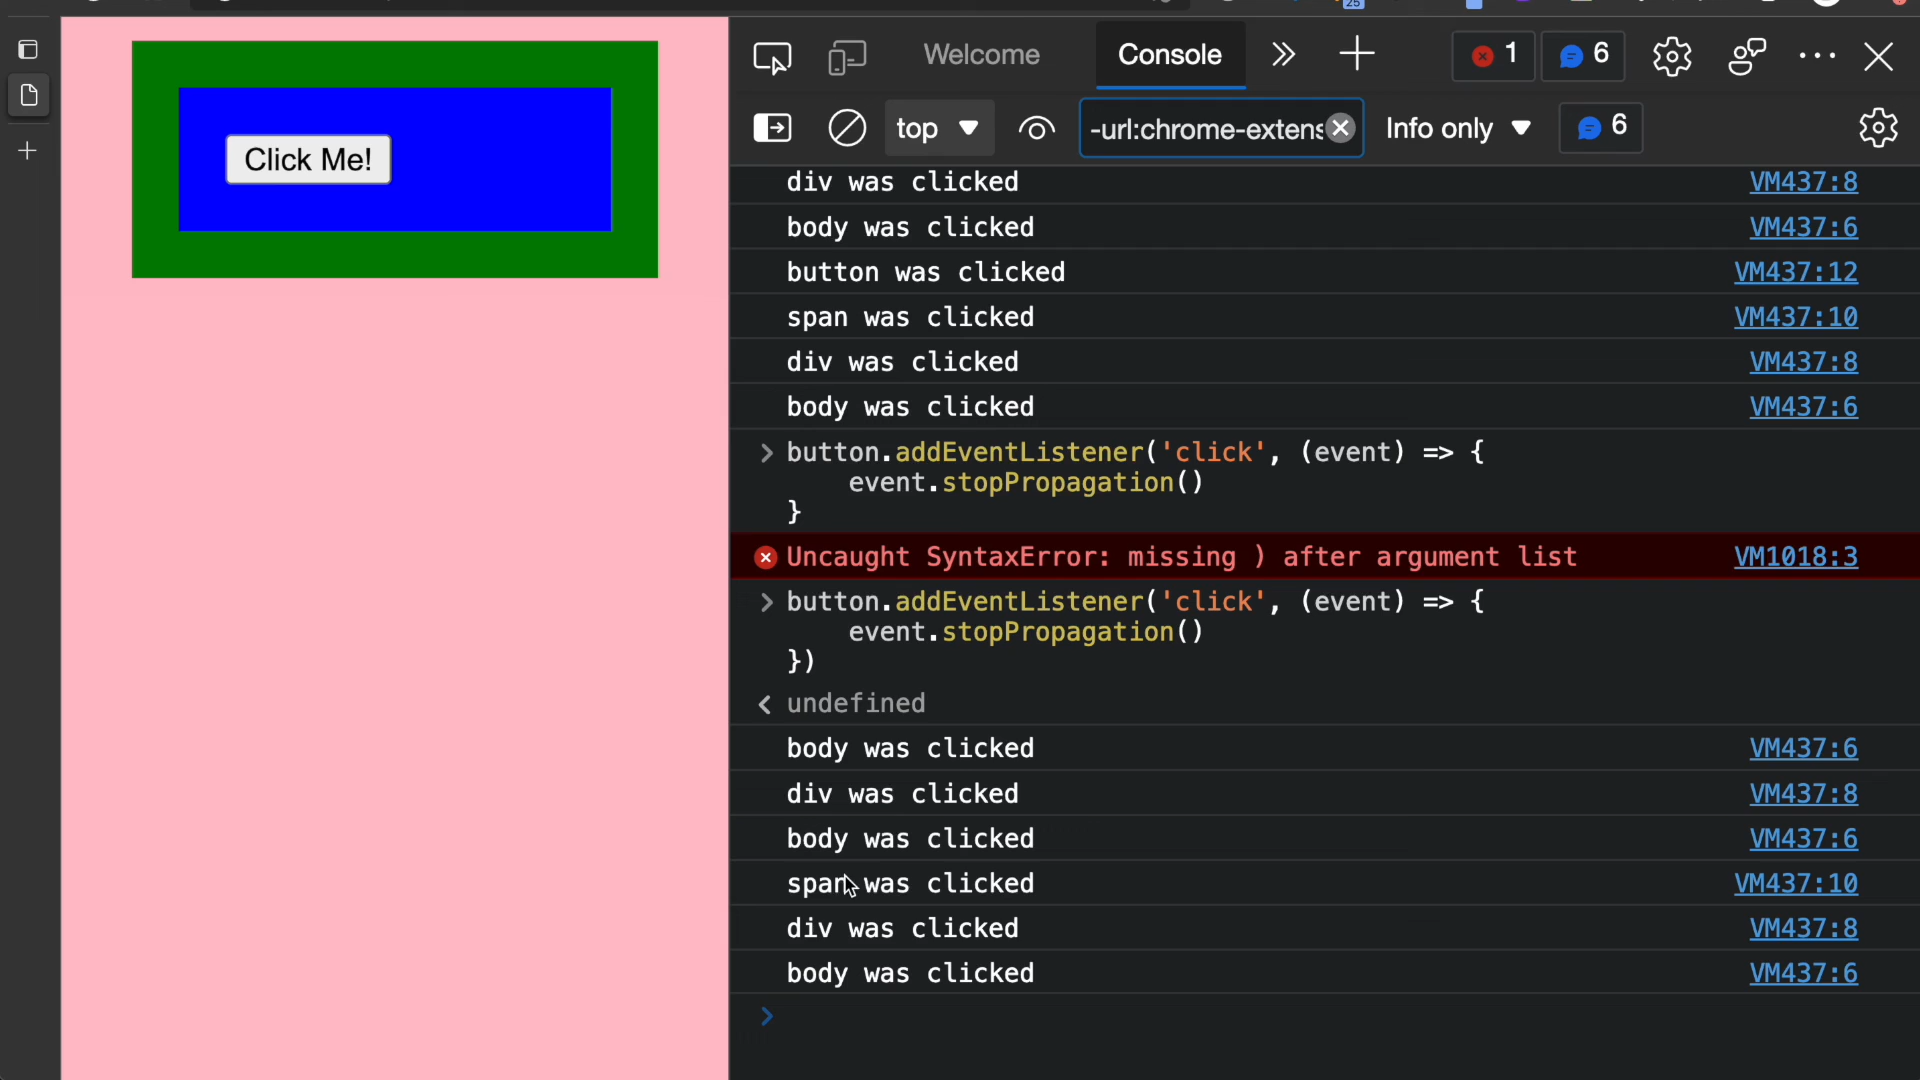 25
Welcome
Console
1
6
top
-url:chrome-extens
Info only
6
Click Me!
div was clicked VM437:8
body was clicked VM437:6
button was clicked VM437:12
span was clicked VM437:10
div was clicked VM437:8
body was clicked VM437:6
button.addEventListener('click', (event) => {
event.stopPropagation()
}
Uncaught SyntaxError: missing ) after argument list VM1018:3
button.addEventListener('click', (event) => {
event.stopPropagation()
})
undefined
body was clicked VM437:6
div was clicked VM437:8
body was clicked VM437:6
span was clicked VM437:10
div was clicked VM437:8
body was clicked VM437:6